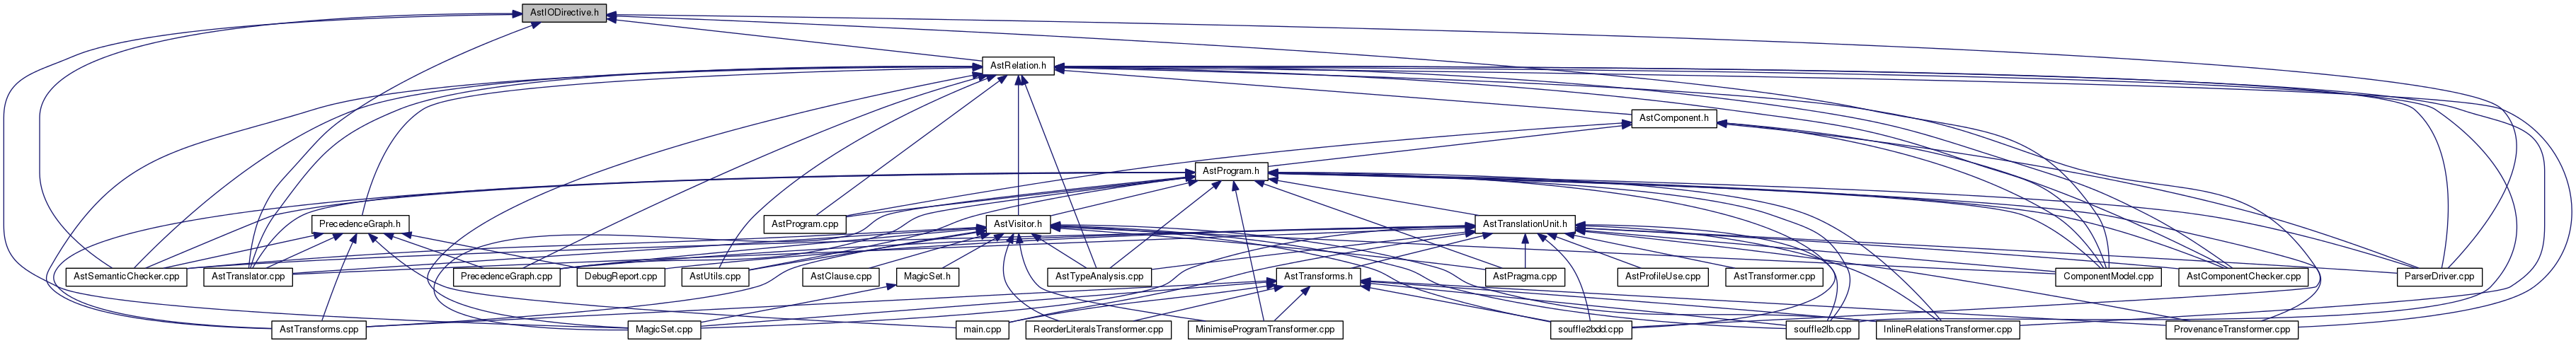 AstIODirective.h
AstRelation.h
AstComponent.h
AstProgram.h
PrecedenceGraph.h
AstProgram.cpp
AstVisitor.h
AstTranslationUnit.h
AstSemanticChecker.cpp
AstTranslator.cpp
PrecedenceGraph.cpp
DebugReport.cpp
AstUtils.cpp
AstClause.cpp
MagicSet.h
AstTypeAnalysis.cpp
AstTransforms.h
AstPragma.cpp
AstProfileUse.cpp
AstTransformer.cpp
ComponentModel.cpp
AstComponentChecker.cpp
ParserDriver.cpp
AstTransforms.cpp
MagicSet.cpp
main.cpp
ReorderLiteralsTransformer.cpp
MinimiseProgramTransformer.cpp
souffle2bdd.cpp
souffle2lb.cpp
InlineRelationsTransformer.cpp
ProvenanceTransformer.cpp